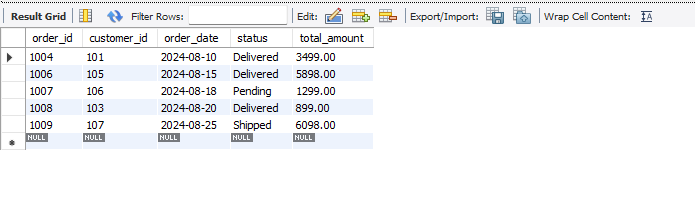 Result Grid Filter Rows: Edit: Export/Import: Wrap Cell Content: IA
order_id customer_id order_date status total_amount
1004 101 2024-08-10 Delivered 3499.00
1006 105 2024-08-15 Delivered 5898.00
1007 106 2024-08-18 Pending 1299.00
1008 103 2024-08-20 Delivered 899.00
1009 107 2024-08-25 Shipped 6098.00
NULL NULL NULL NULL NULL